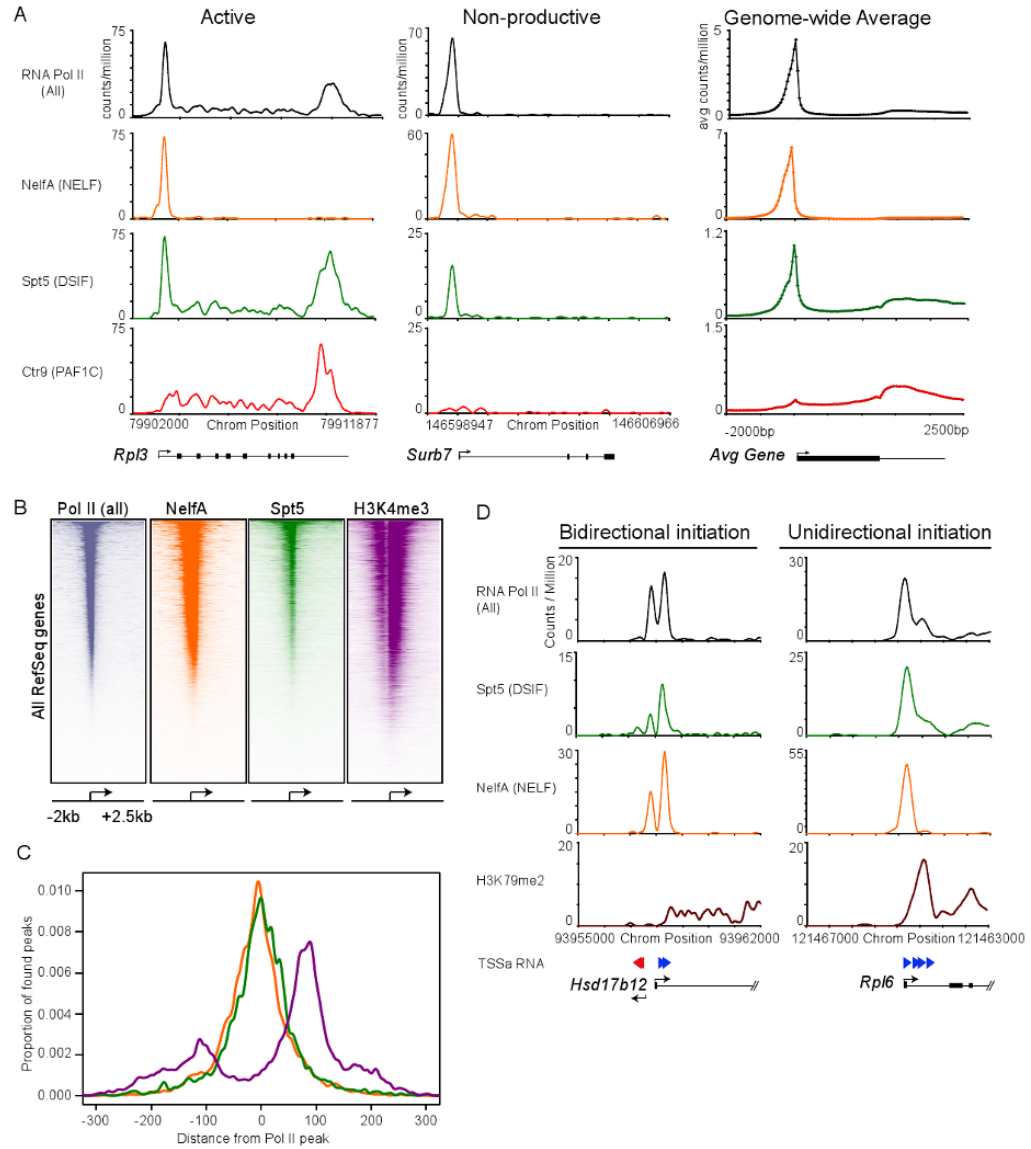 A
Active
Non-productive
Genome-wide Average
RNA Pol II
(All)
counts/million
75
0
counts/million
70
0
avg counts/million
5
0
NelfA (NELF)
75
0
60
0
7
0
Spt5 (DSIF)
75
0
25
0
1.2
0
Ctr9 (PAF1C)
75
0
25
0
1.5
0
79902000 Chrom Position 79911877
146598947 Chrom Position 146606966
-2000bp 2500bp
Rpl3
Surb7
Avg Gene
B
Pol II (all) NelfA Spt5 H3K4me3
All RefSeq genes
-2kb +2.5kb
C
Proportion of found peaks
0.010
0.008
0.006
0.004
0.002
0.000
-300 -200 -100 0 100 200 300
Distance from Pol II peak
D
Bidirectional initiation
Unidirectional initiation
RNA Pol II
(All)
Counts / Million
20
0
30
0
Spt5 (DSIF)
15
0
25
0
NelfA (NELF)
30
0
55
0
H3K79me2
20
0
20
0
93955000 Chrom Position 93962000
121467000 Chrom Position 121463000
TSSa RNA
Hsd17b12
Rpl6